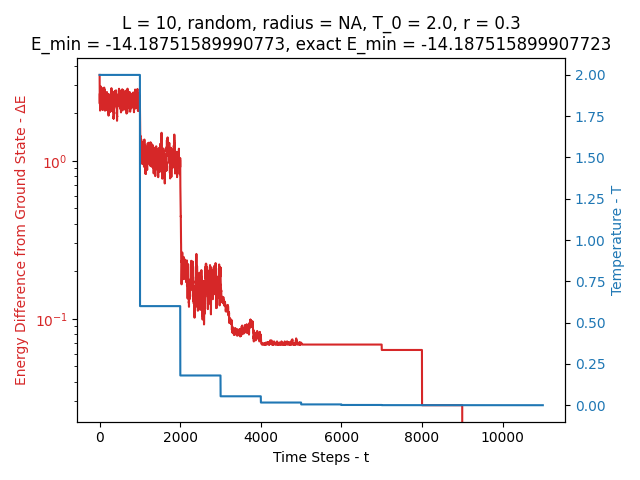 L = 10, random, radius = NA, T_0 = 2.0, r = 0.3
E_min = -14.18751589990773, exact E_min = -14.187515899907723
Energy Difference from Ground State - ΔE
10^0
10^-1
2.00
1.75
1.50
1.25
1.00
0.75
0.50
0.25
0.00
Temperature - T
0 2000 4000 6000 8000 10000
Time Steps - t